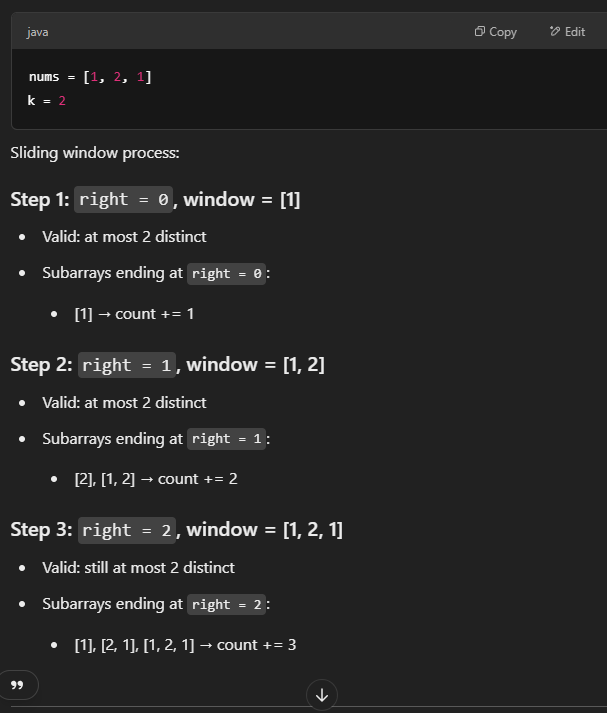 java
Copy
Edit
nums = [1, 2, 1]
k = 2
Sliding window process:
Step 1: right = 0, window = [1]
• Valid: at most 2 distinct
• Subarrays ending at right = 0:
• [1] → count += 1
Step 2: right = 1, window = [1, 2]
• Valid: at most 2 distinct
• Subarrays ending at right = 1:
• [2], [1, 2] → count += 2
Step 3: right = 2, window = [1, 2, 1]
• Valid: still at most 2 distinct
• Subarrays ending at right = 2:
• [1], [2, 1], [1, 2, 1] → count += 3